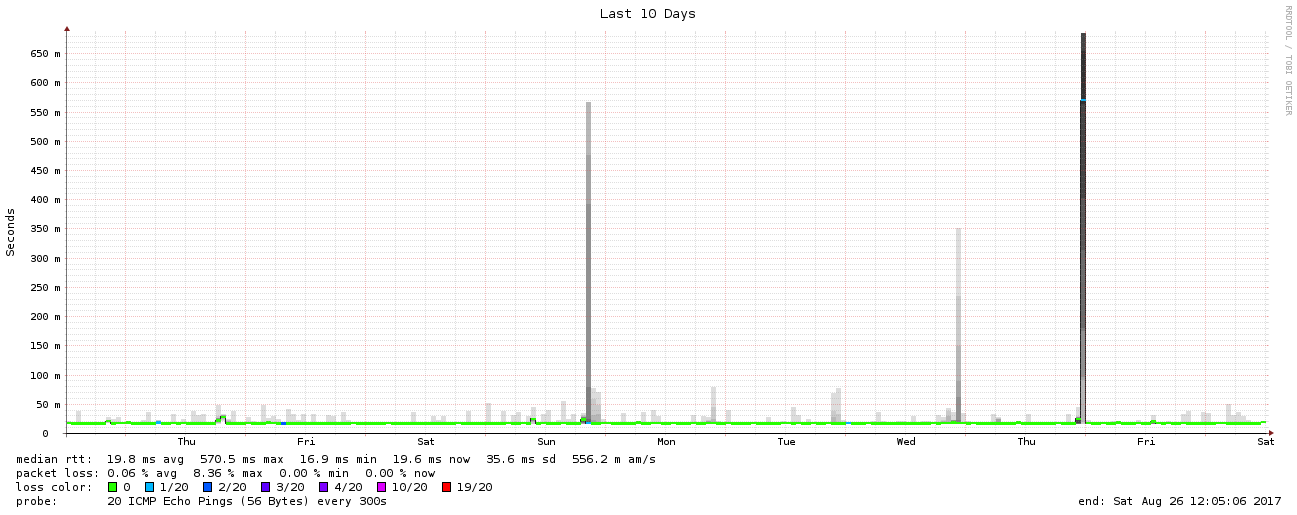 Last 10 Days
RRDTOOL / TOBI OETIKER
Seconds
650 m
600 m
550 m
500 m
450 m
400 m
350 m
300 m
250 m
200 m
150 m
100 m
50 m
0
Thu Fri Sat Sun Mon Tue Wed Thu Fri Sat
median rtt: 19.8 ms avg 570.5 ms max 16.9 ms min 19.6 ms now 35.6 ms sd 556.2 m am/s
packet loss: 0.06 % avg 8.36 % max 0.00 % min 0.00 % now
loss color: 0 1/20 2/20 3/20 4/20 10/20 19/20
probe: 20 ICMP Echo Pings (56 Bytes) every 300s end: Sat Aug 26 12:05:06 2017